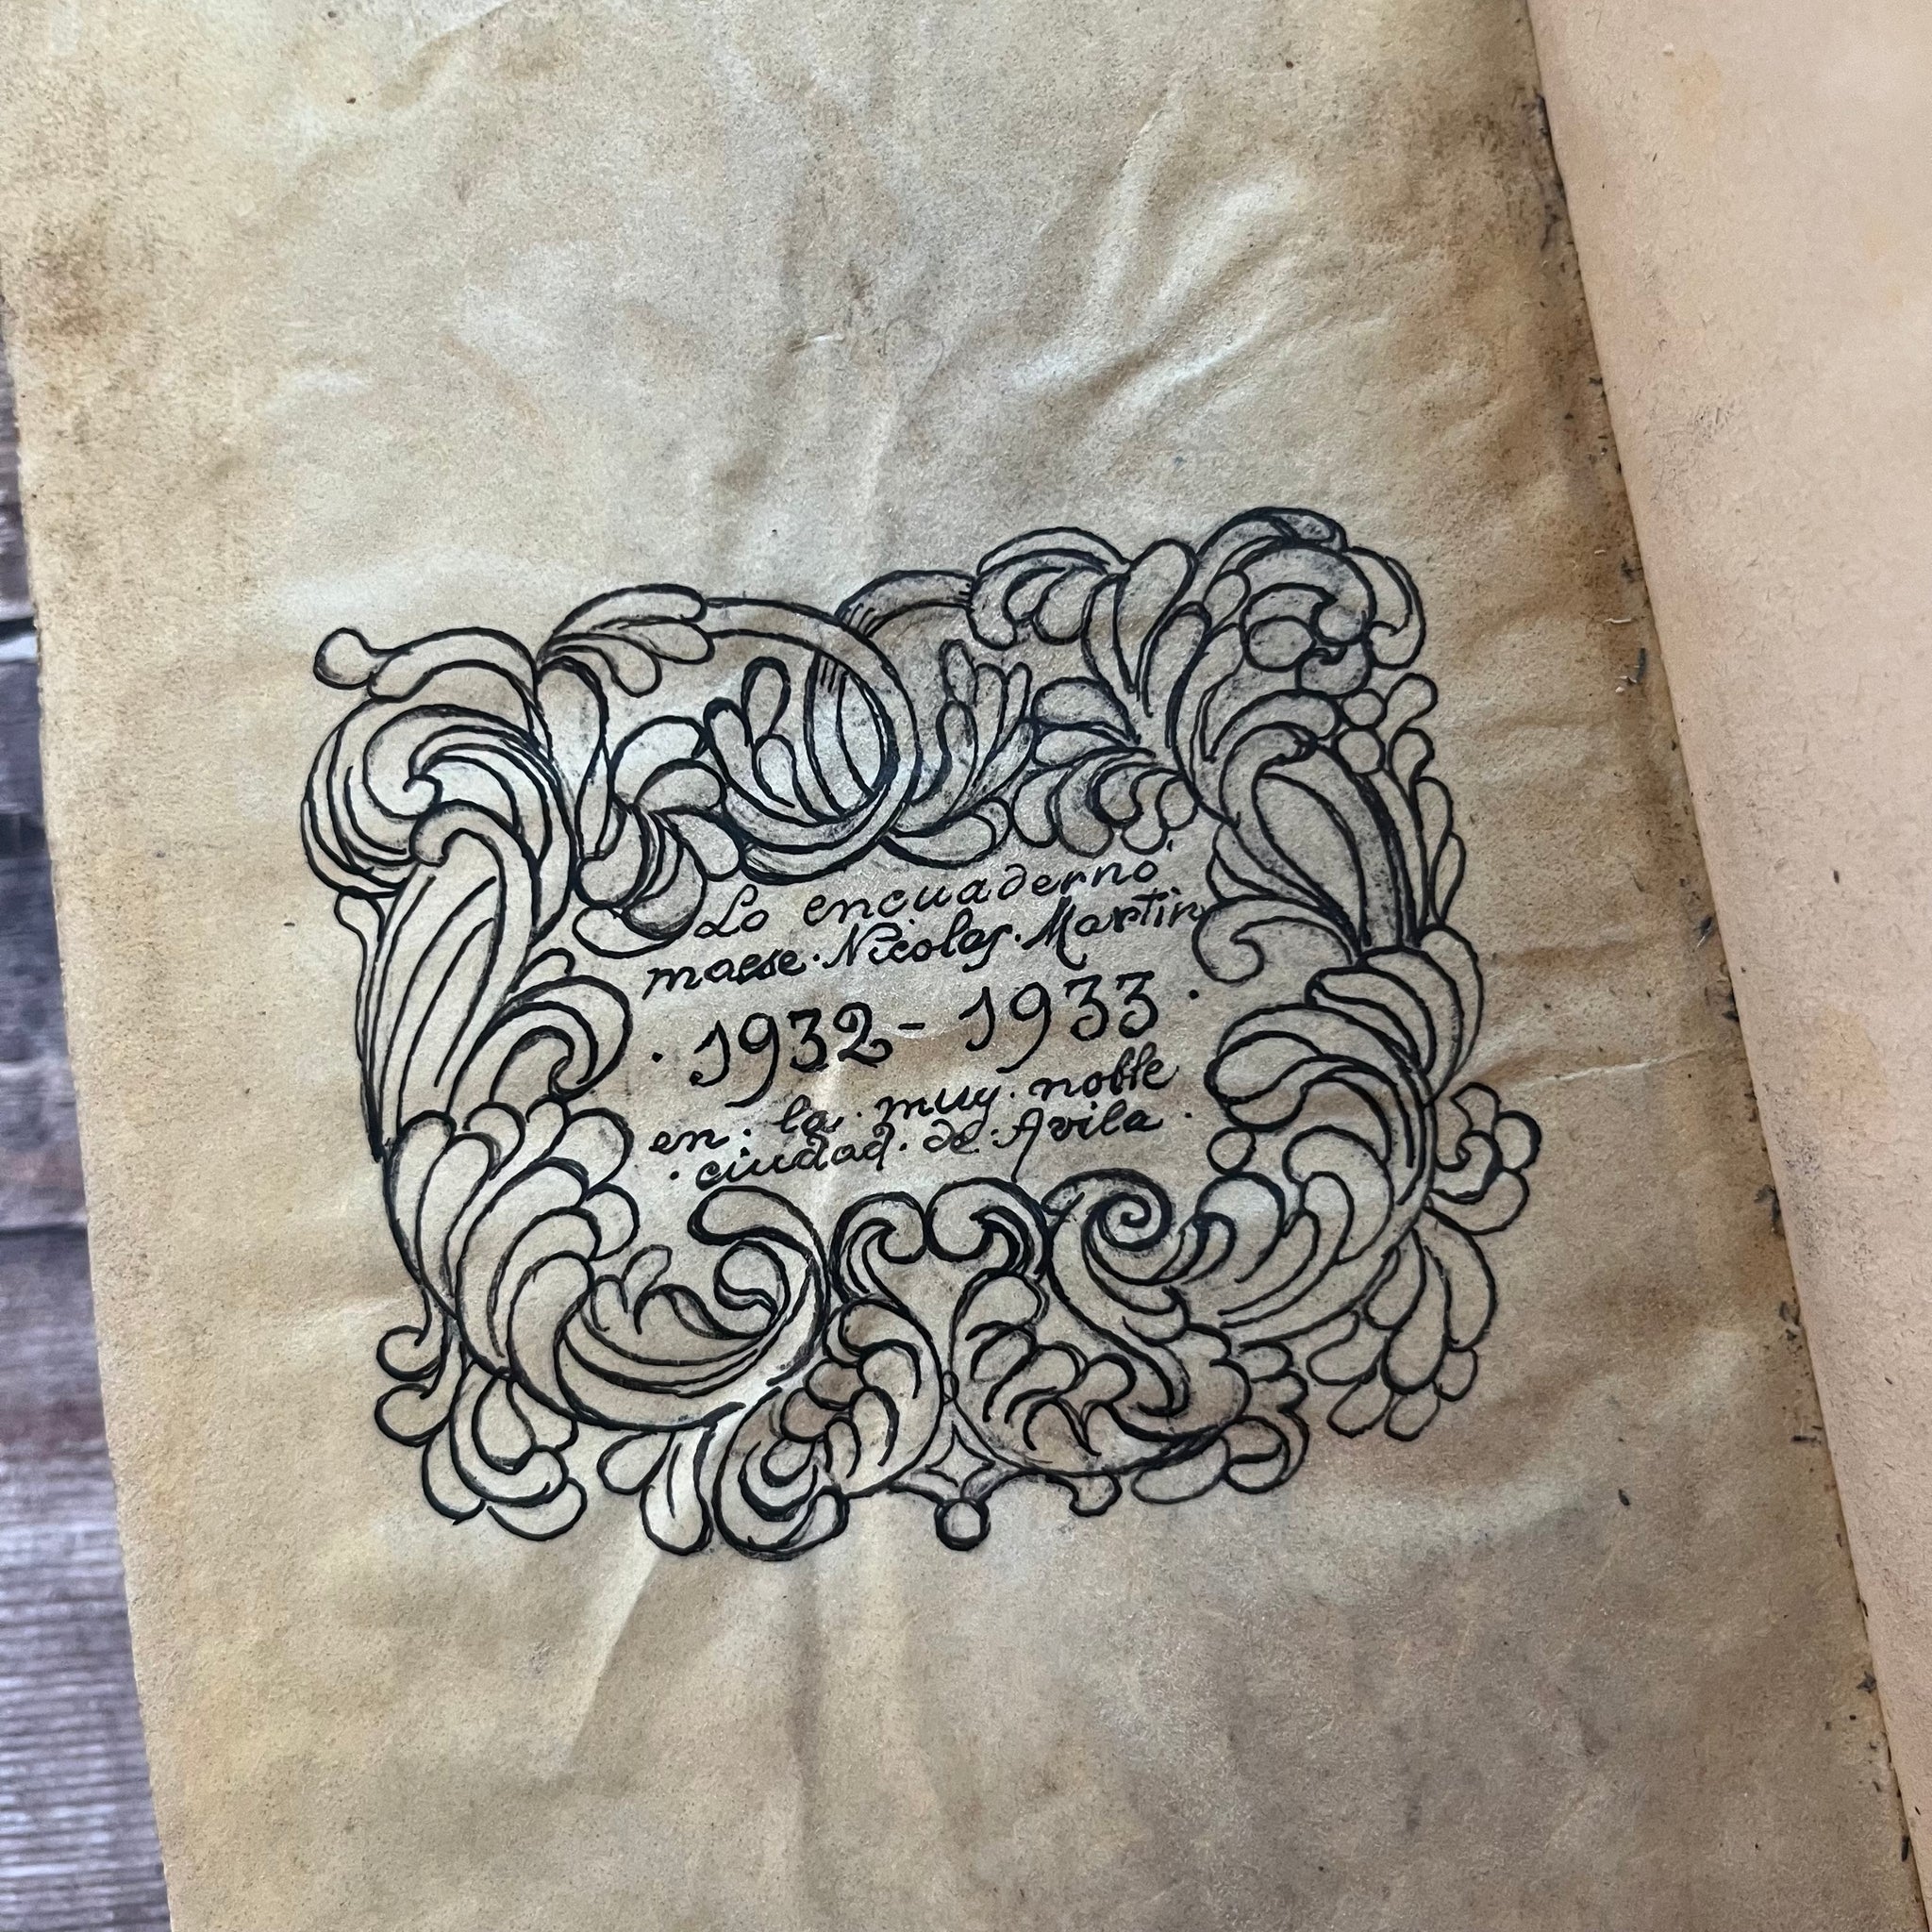 Lo encuadernó
maese · Nicolas · Martin
· 1932 - 1933 ·
en · la · muy · noble
· ciudad · de · Avila ·